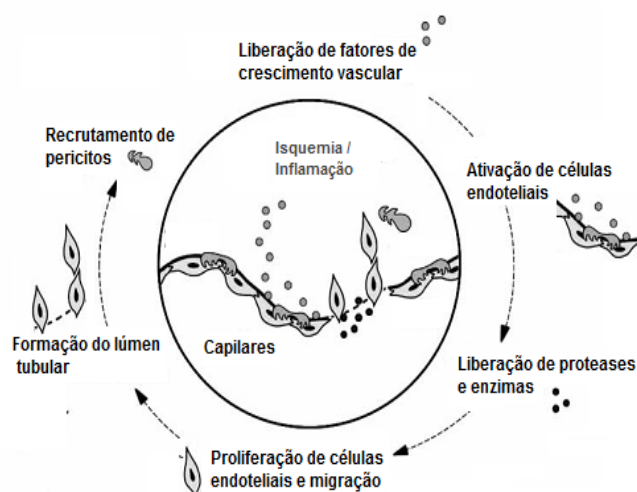 Liberação de fatores de
crescimento vascular
Recrutamento de
pericitos
Isquemia /
Inflamação
Ativação de células
endoteliais
Capilares
Formação do lúmen
tubular
Liberação de proteases
e enzimas
Proliferação de células
endoteliais e migração